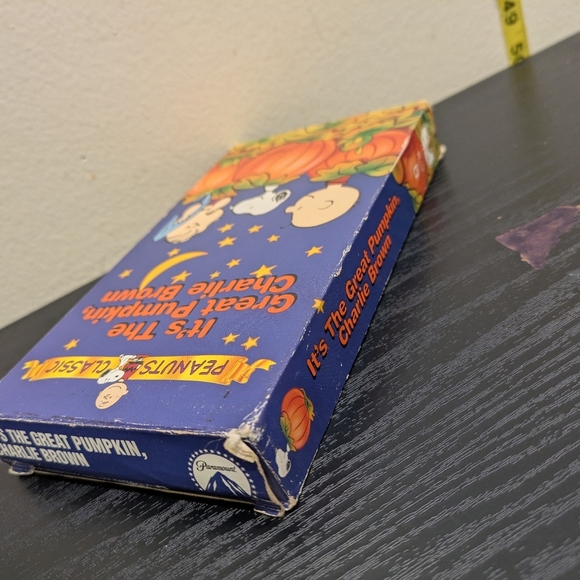 49
PEANUTS CLASSIC
It's The
Great Pumpkin,
Charlie Brown
It's The Great Pumpkin,
Charlie Brown
THE GREAT PUMPKIN,
CHARLIE BROWN
Paramount